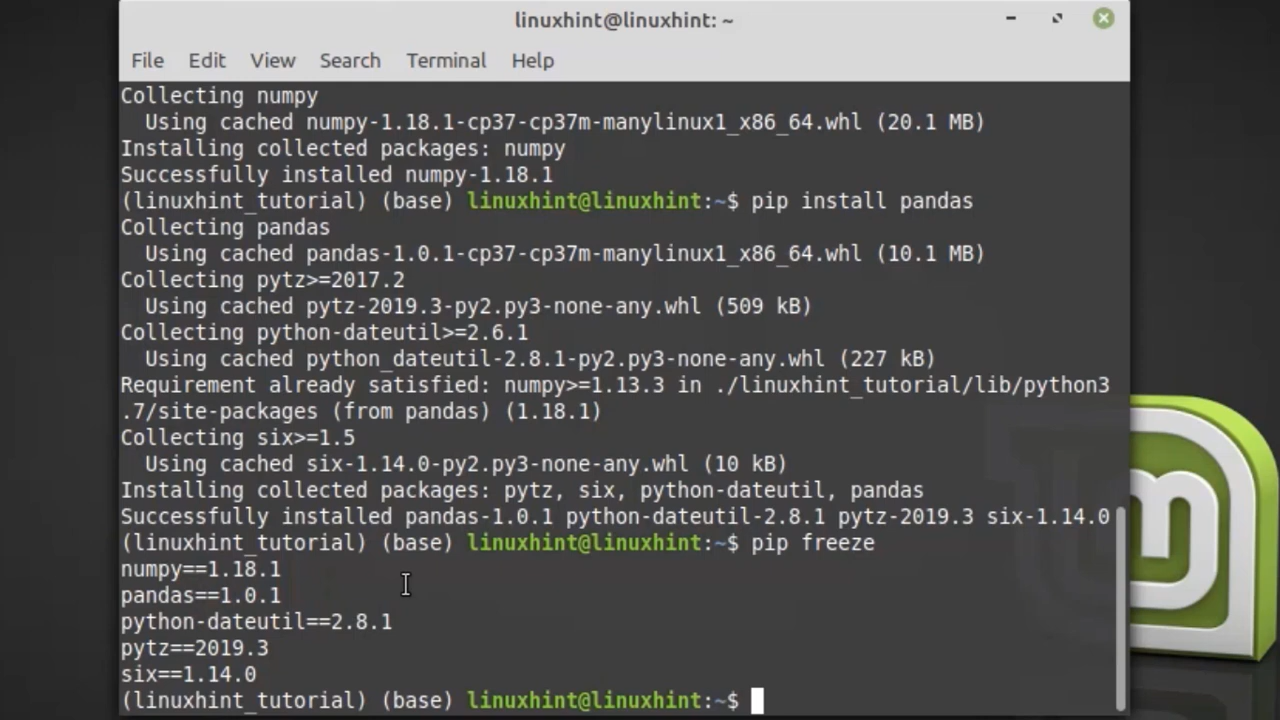 linuxhint@linuxhint: ~
File Edit View Search Terminal Help
Collecting numpy
  Using cached numpy-1.18.1-cp37-cp37m-manylinux1_x86_64.whl (20.1 MB)
Installing collected packages: numpy
Successfully installed numpy-1.18.1
(linuxhint_tutorial) (base) linuxhint@linuxhint:~$ pip install pandas
Collecting pandas
  Using cached pandas-1.0.1-cp37-cp37m-manylinux1_x86_64.whl (10.1 MB)
Collecting pytz>=2017.2
  Using cached pytz-2019.3-py2.py3-none-any.whl (509 kB)
Collecting python-dateutil>=2.6.1
  Using cached python_dateutil-2.8.1-py2.py3-none-any.whl (227 kB)
Requirement already satisfied: numpy>=1.13.3 in ./linuxhint_tutorial/lib/python3
.7/site-packages (from pandas) (1.18.1)
Collecting six>=1.5
  Using cached six-1.14.0-py2.py3-none-any.whl (10 kB)
Installing collected packages: pytz, six, python-dateutil, pandas
Successfully installed pandas-1.0.1 python-dateutil-2.8.1 pytz-2019.3 six-1.14.0
(linuxhint_tutorial) (base) linuxhint@linuxhint:~$ pip freeze
numpy==1.18.1
pandas==1.0.1
python-dateutil==2.8.1
pytz==2019.3
six==1.14.0
(linuxhint_tutorial) (base) linuxhint@linuxhint:~$